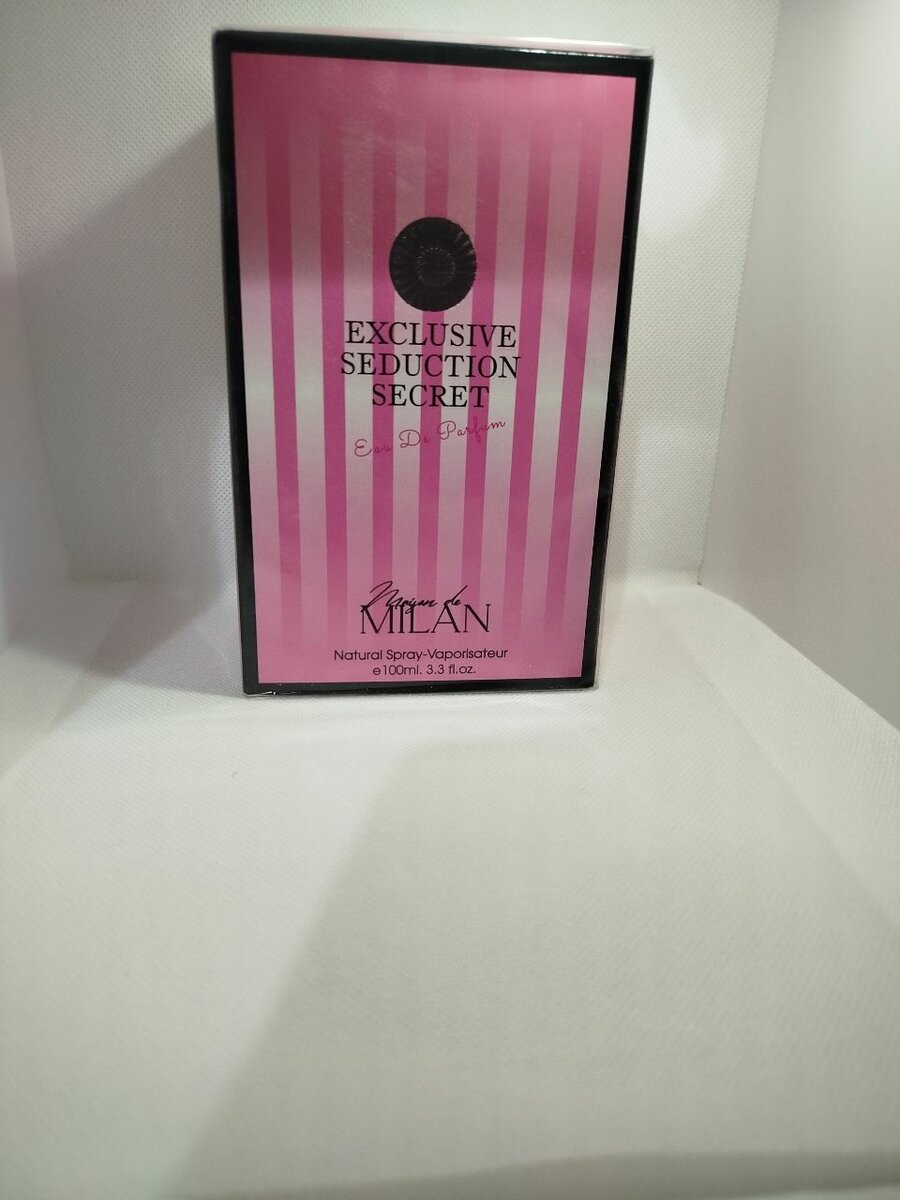 EXCLUSIVE
SEDUCTION
SECRET
Eau De Parfum
Maison de
MILAN
Natural Spray-Vaporisateur
e100ml. 3.3 fl.oz.